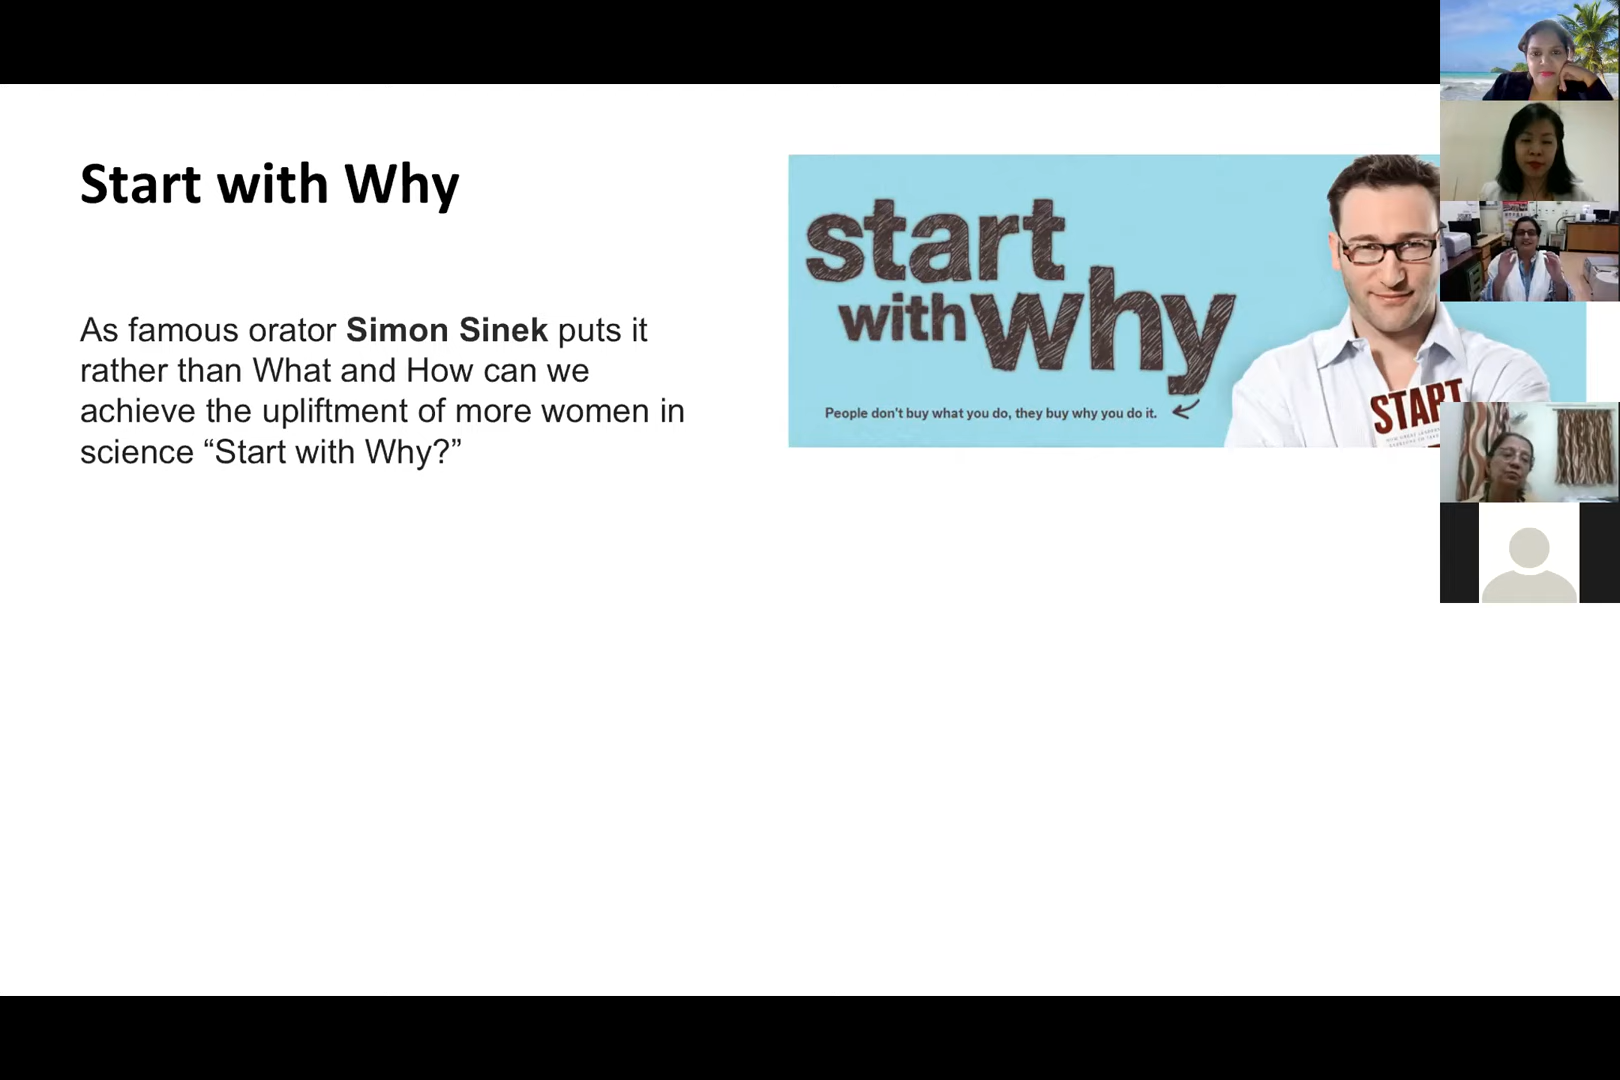 Start with Why
As famous orator Simon Sinek puts it
rather than What and How can we
achieve the upliftment of more women in
science “Start with Why?”
start
with why
People don't buy what you do, they buy why you do it.
START